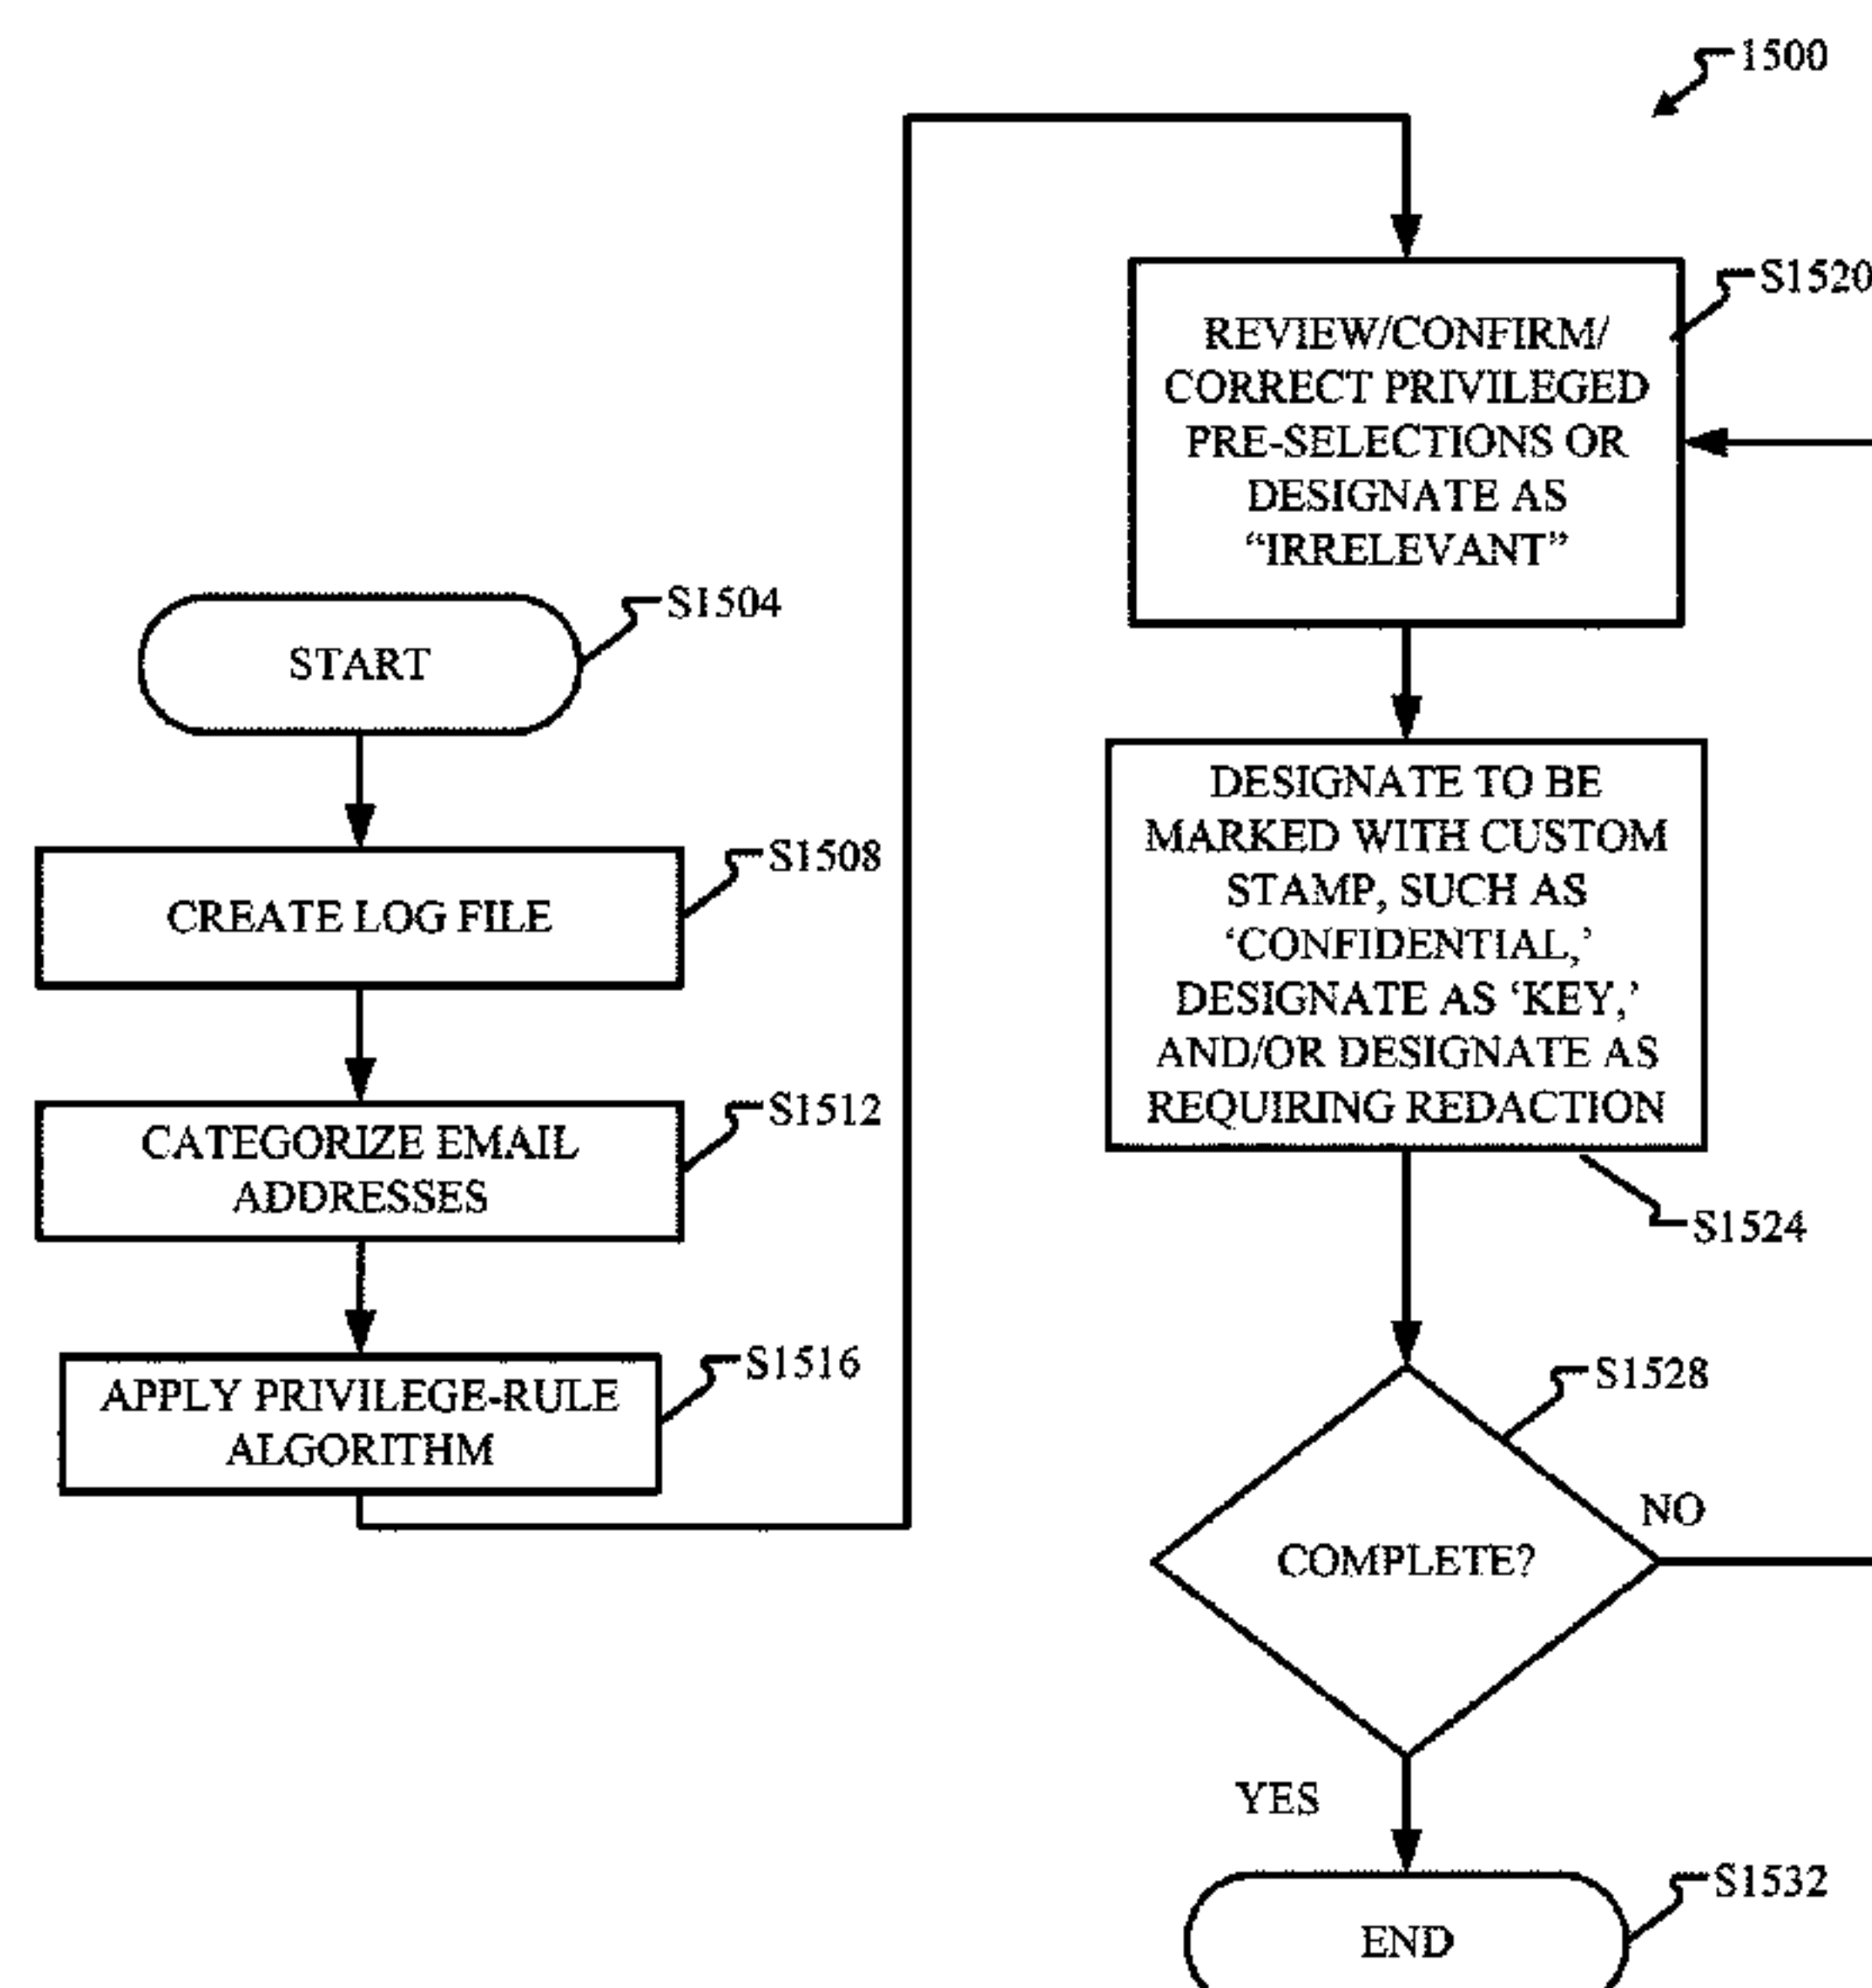 1500
START
S1504
CREATE LOG FILE
S1508
CATEGORIZE EMAIL
ADDRESSES
S1512
APPLY PRIVILEGE-RULE
ALGORITHM
S1516
REVIEW/CONFIRM/
CORRECT PRIVILEGED
PRE-SELECTIONS OR
DESIGNATE AS
“IRRELEVANT”
S1520
DESIGNATE TO BE
MARKED WITH CUSTOM
STAMP, SUCH AS
‘CONFIDENTIAL,’
DESIGNATE AS ‘KEY,’
AND/OR DESIGNATE AS
REQUIRING REDACTION
S1524
COMPLETE?
S1528
NO
YES
END
S1532